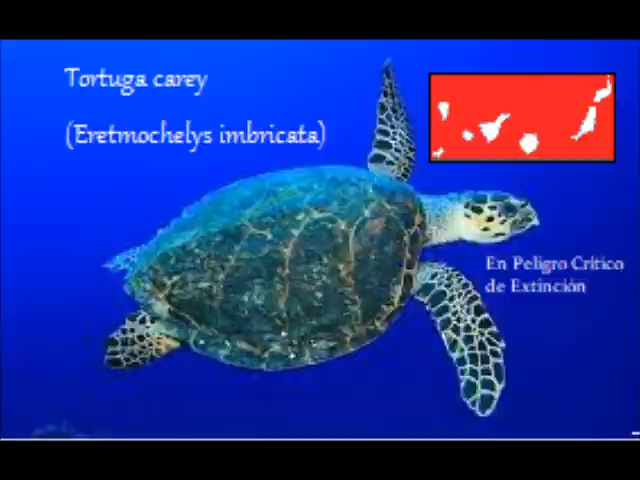 Tortuga carey
(Eretmochelys imbricata)
En Peligro Crítico
de Extinción